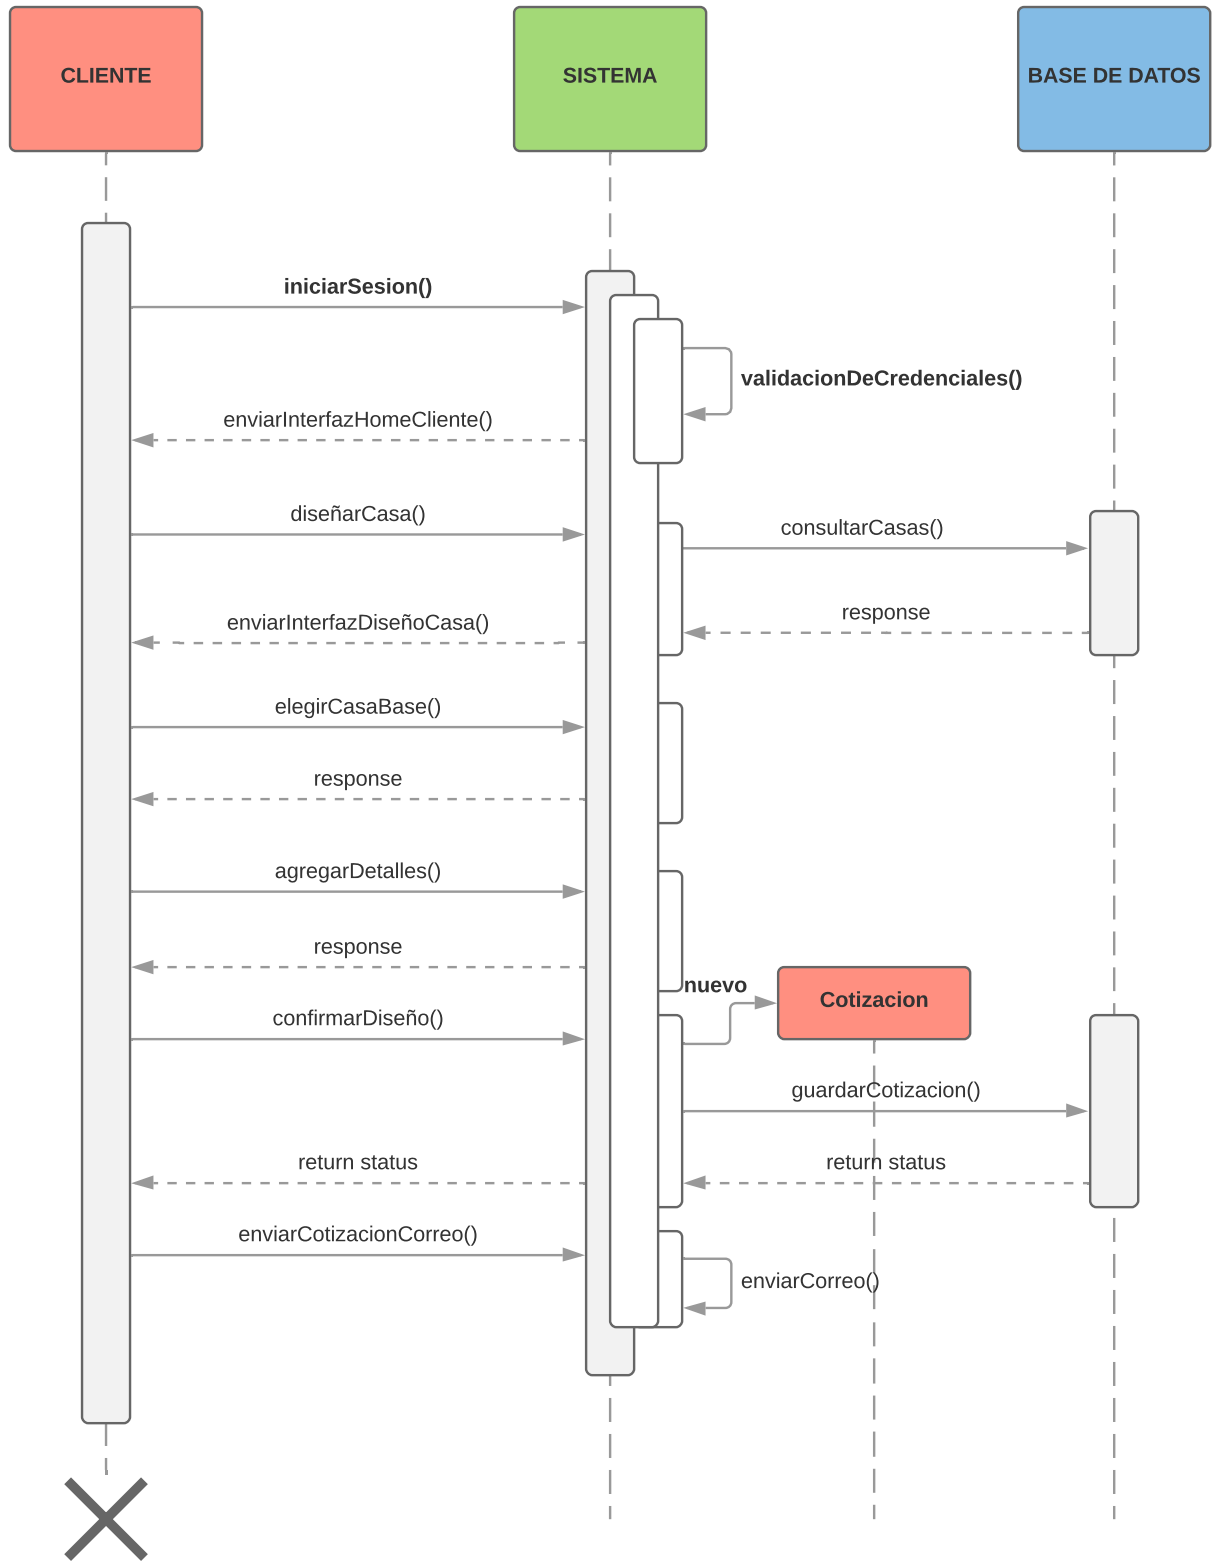 CLIENTE
SISTEMA
BASE DE DATOS
iniciarSesion()
validacionDeCredenciales()
enviarInterfazHomeCliente()
diseñarCasa()
consultarCasas()
response
enviarInterfazDiseñoCasa()
elegirCasaBase()
response
agregarDetalles()
response
nuevo
Cotizacion
confirmarDiseño()
guardarCotizacion()
return status
return status
enviarCotizacionCorreo()
enviarCorreo()